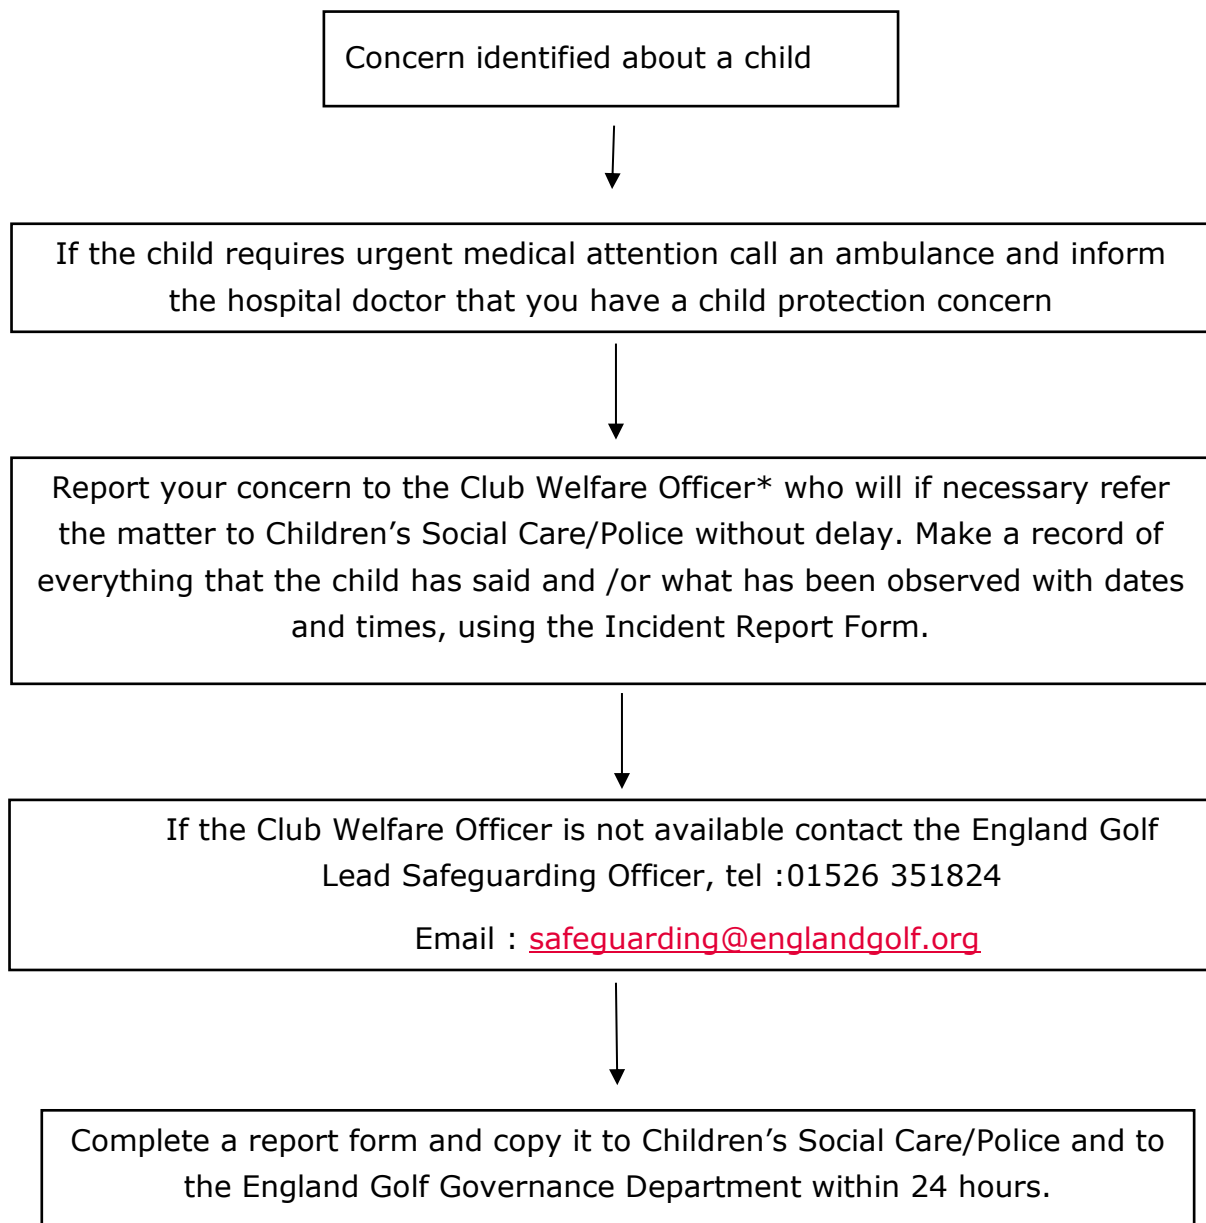 Concern identified about a child
If the child requires urgent medical attention call an ambulance and inform
the hospital doctor that you have a child protection concern
Report your concern to the Club Welfare Officer* who will if necessary refer
the matter to Children’s Social Care/Police without delay. Make a record of
everything that the child has said and /or what has been observed with dates
and times, using the Incident Report Form.
If the Club Welfare Officer is not available contact the England Golf
Lead Safeguarding Officer, tel :01526 351824
Email : safeguarding@englandgolf.org
Complete a report form and copy it to Children’s Social Care/Police and to
the England Golf Governance Department within 24 hours.